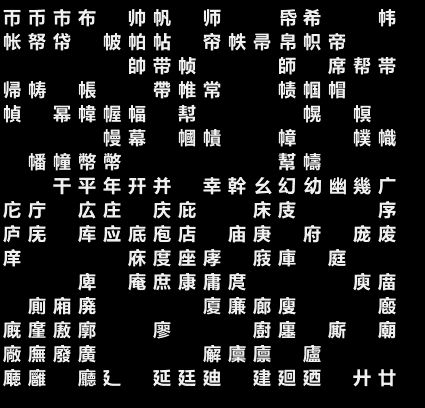 帀币市布 帅帆 师 帋希 帏
帐帑帒 帔帕帖 帘帙帚帛帜帝
帥带帧 師 席帮帯
帰帱 帳 帶帷常 帻帼帽
幀 幂幃幄幅 幇 幌 幎
幔幕 幗幘 幛 幞幟
幡幢幣幤 幫幬
干平年幵并 幸幹幺幻幼幽幾广
庀庁 広庄 庆庇 床庋 序
庐庑 库应底庖店 庙庚 府 庞废
庠 庥度座庨 庪庫 庭
庳 庵庶康庸庹 庾庿
廁廂廃 廈廉廊廋 廏
廐廑廒廓 廖 廚廛 廝 廟
廠廡廢廣 廨廩廪 廬
廰廱 廳廴 延廷廸 建廻廼 廾廿